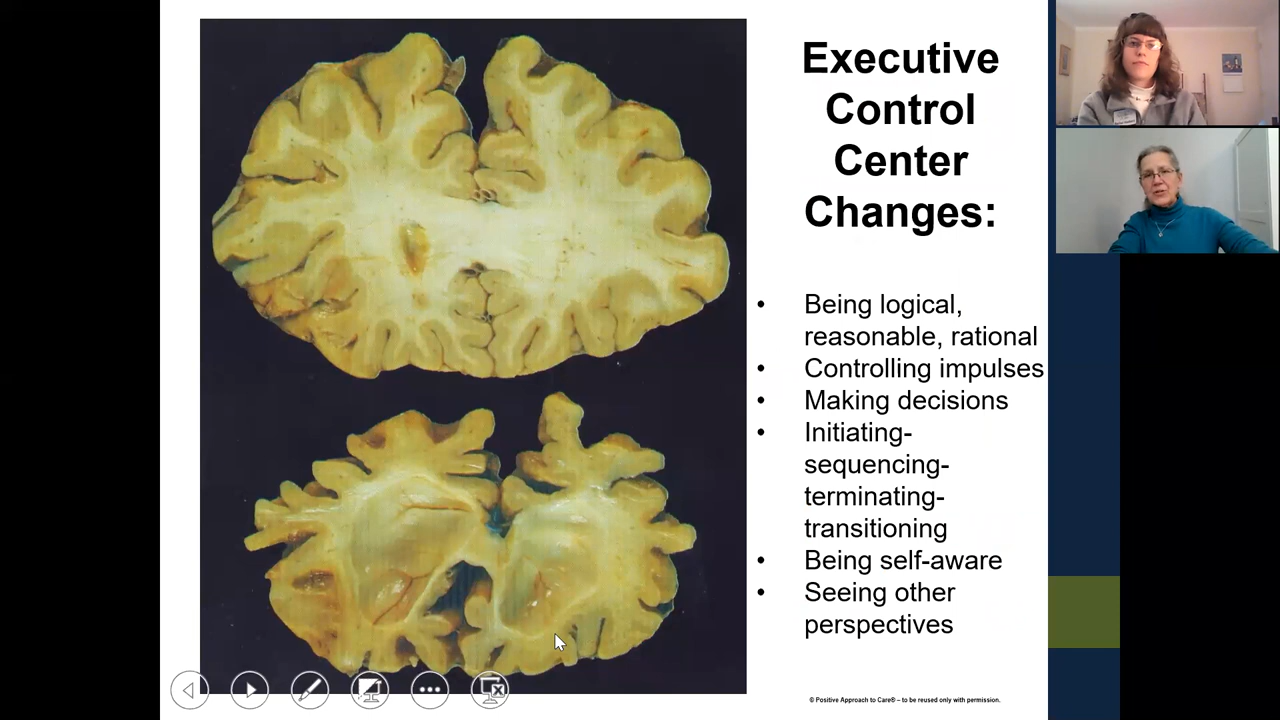 Executive
Control
Center
Changes:
• Being logical,
reasonable, rational
• Controlling impulses
• Making decisions
• Initiating-
sequencing-
terminating-
transitioning
• Being self-aware
• Seeing other
perspectives
© Positive Approach to Care® – to be reused only with permission.